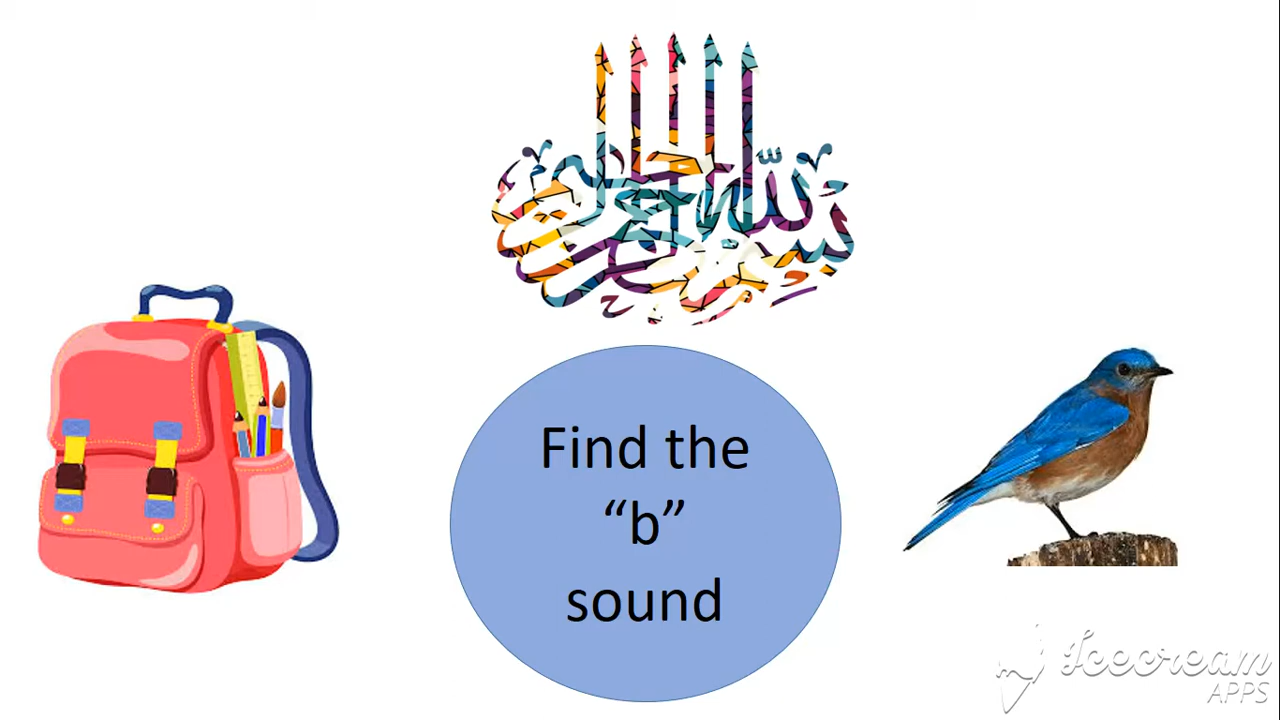 بسم الله الرحمن الرحيم
Find the
“b”
sound
Icecream
APPS